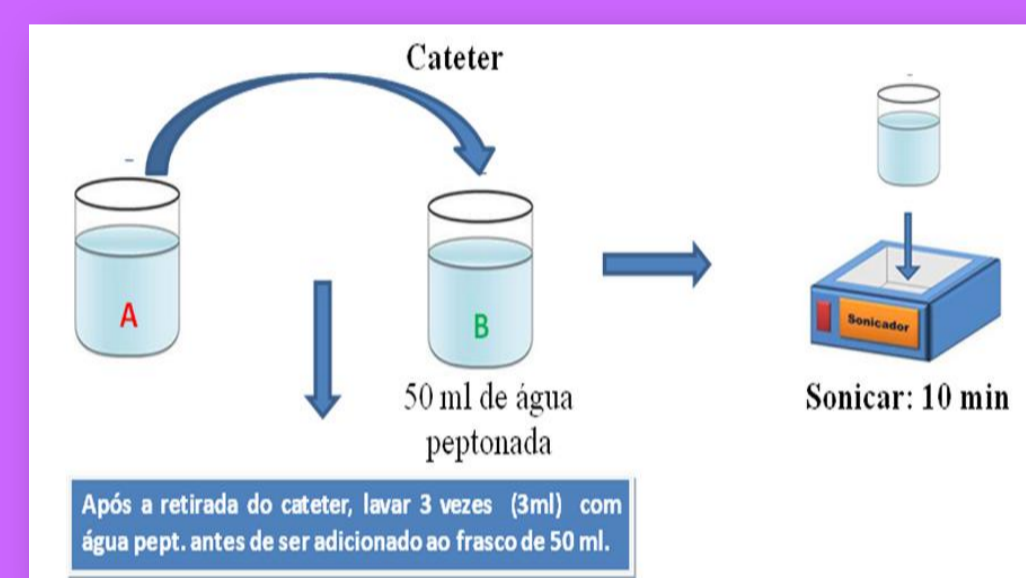 Cateter
A
B
50 ml de água
peptonada
Sonicador
Sonicar: 10 min
Após a retirada do cateter, lavar 3 vezes (3ml) com
água pept. antes de ser adicionado ao frasco de 50 ml.